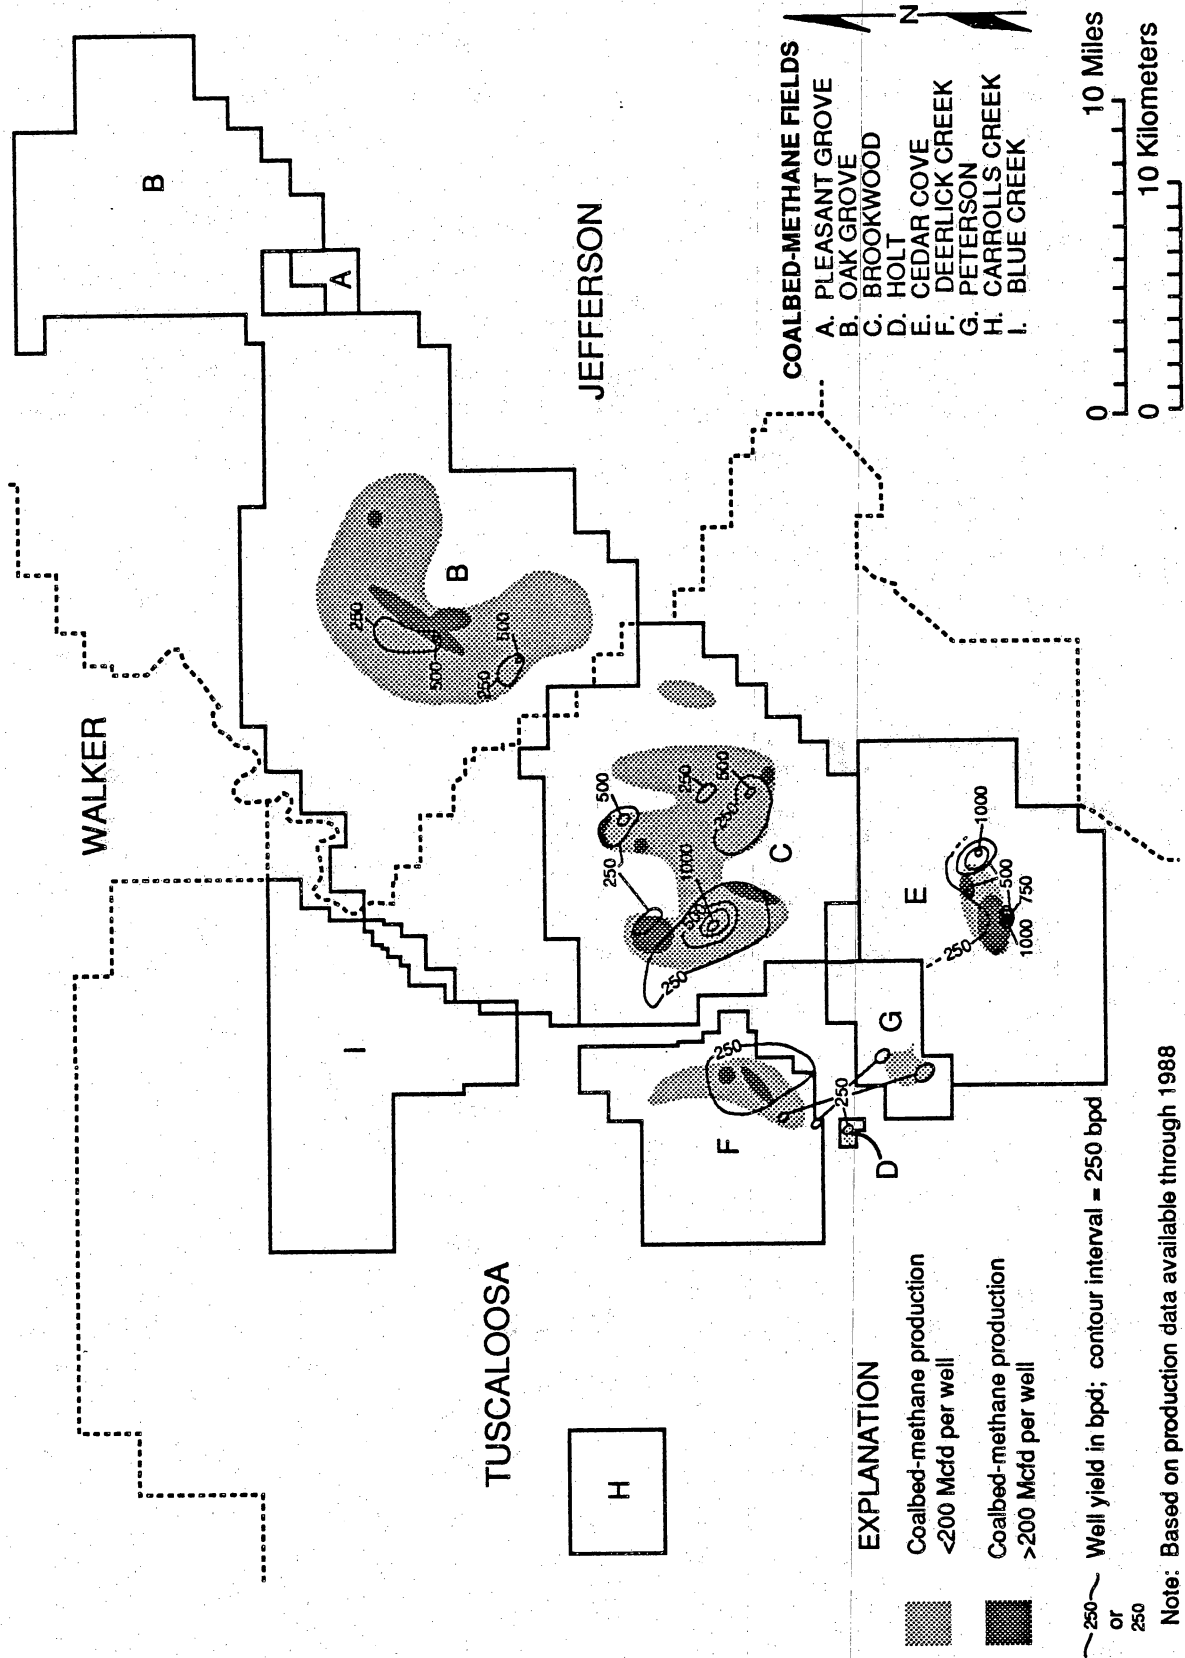 WALKER
JEFFERSON
TUSCALOOSA
B
A
B
C
E
F
G
D
H
I
250
500
250
500
500
250
250
500
250
1000
500
250
250
1000
500
750
1000
250
250
N
COALBED-METHANE FIELDS
A. PLEASANT GROVE
B. OAK GROVE
C. BROOKWOOD
D. HOLT
E. CEDAR COVE
F. DEERLICK CREEK
G. PETERSON
H. CARROLLS CREEK
I. BLUE CREEK
0 10 Miles
0 10 Kilometers
EXPLANATION
Coalbed-methane production
<200 Mcfd per well
Coalbed-methane production
>200 Mcfd per well
250 Well yield in bpd; contour interval = 250 bpd
or
250
Note: Based on production data available through 1988